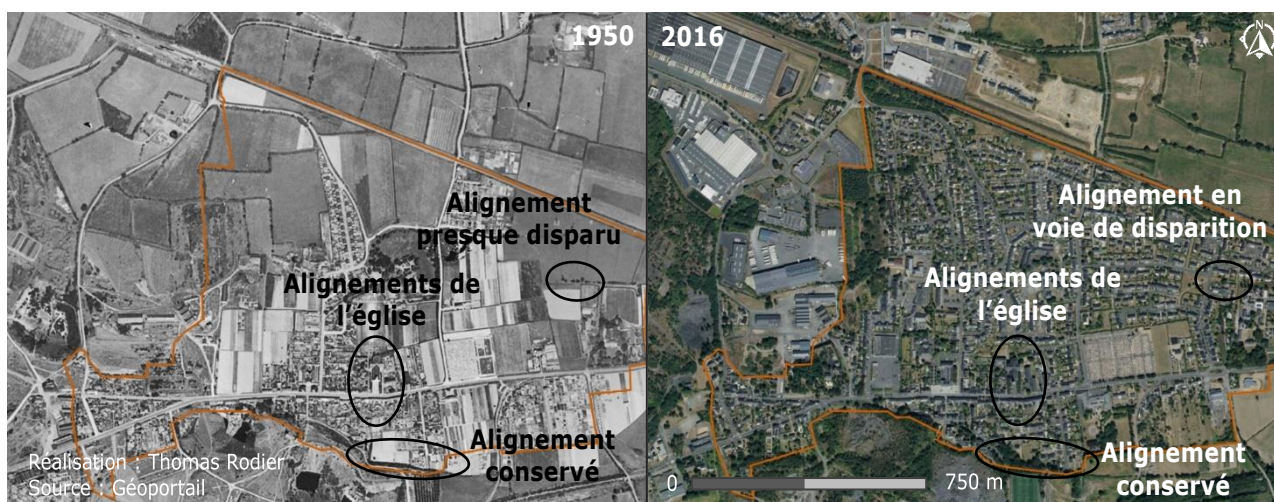 1950
2016
Alignement
presque disparu
Alignements de
l'église
Alignement
conservé
Réalisation : Thomas Rodier
Source : Géoportail
Alignement en
voie de disparition
Alignements de
l'église
Alignement
conservé
0
750 m